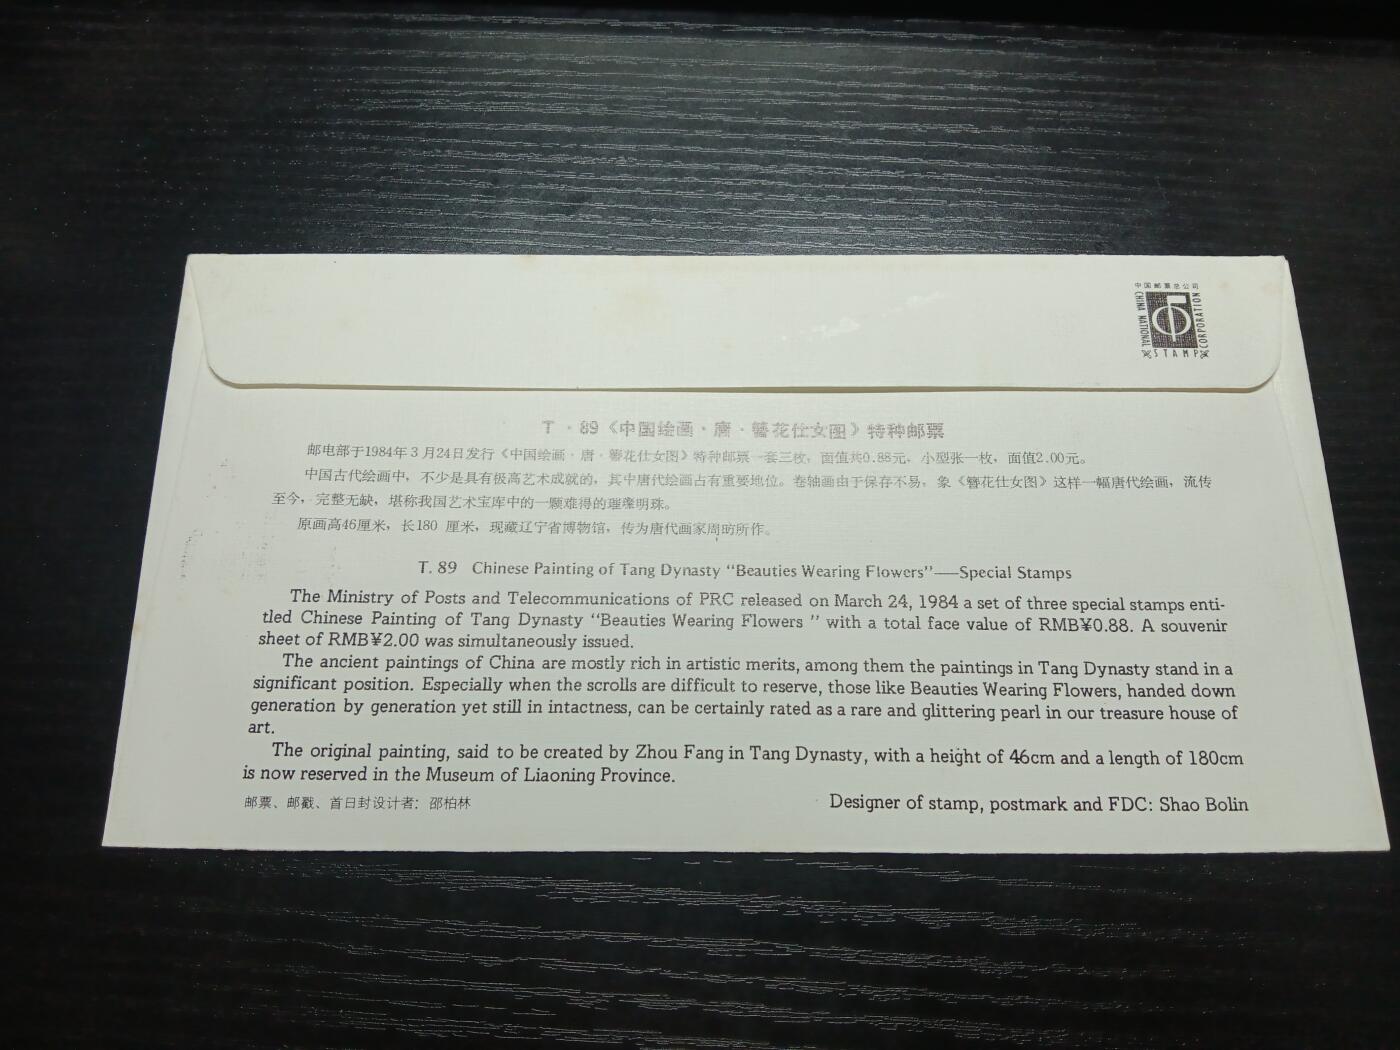 中国邮票总公司
CHINA NATIONAL
STAMP
CORPORATION
T·89《中国绘画·唐·簪花仕女图》特种邮票
邮电部于1984年3月24日发行《中国绘画·唐·簪花仕女图》特种邮票一套三枚，面值共0.88元，小型张一枚，面值2.00元。
中国古代绘画中，不少是具有极高艺术成就的，其中唐代绘画占有重要地位。卷轴画由于保存不易，象《簪花仕女图》这样一幅唐代绘画，流传
至今，完整无缺，堪称我国艺术宝库中的一颗难得的璀璨明珠。
原画高46厘米，长180 厘米，现藏辽宁省博物馆，传为唐代画家周昉所作。
T. 89 Chinese Painting of Tang Dynasty "Beauties Wearing Flowers"—Special Stamps
The Ministry of Posts and Telecommunications of PRC released on March 24, 1984 a set of three special stamps enti-
tled Chinese Painting of Tang Dynasty "Beauties Wearing Flowers " with a total face value of RMB¥0.88. A souvenir
sheet of RMB¥2.00 was simultaneously issued.
The ancient paintings of China are mostly rich in artistic merits, among them the paintings in Tang Dynasty stand in a
significant position. Especially when the scrolls are difficult to reserve, those like Beauties Wearing Flowers, handed down
generation by generation yet still in intactness, can be certainly rated as a rare and glittering pearl in our treasure house of
art.
The original painting, said to be created by Zhou Fang in Tang Dynasty, with a height of 46cm and a length of 180cm
is now reserved in the Museum of Liaoning Province.
邮票、邮戳、首日封设计者：邵柏林
Designer of stamp, postmark and FDC: Shao Bolin